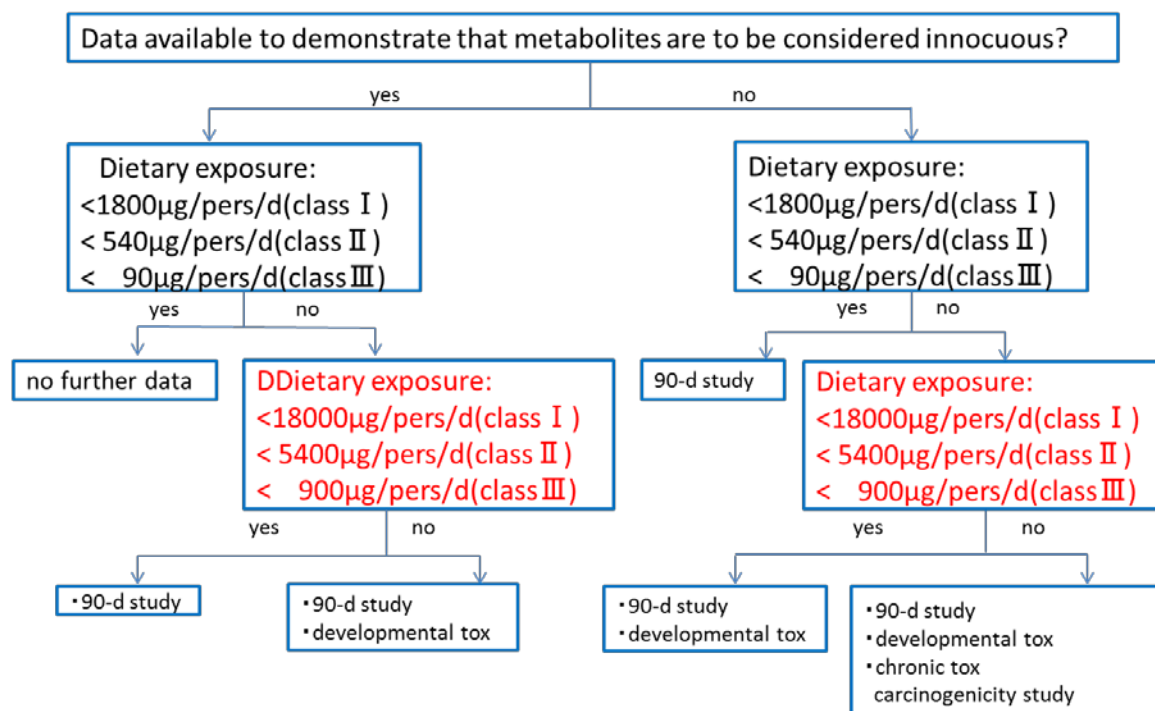 Data available to demonstrate that metabolites are to be considered innocuous?
yes
no
Dietary exposure:
<1800μg/pers/d(class Ⅰ)
< 540μg/pers/d(class Ⅱ)
< 90μg/pers/d(class Ⅲ)
Dietary exposure:
<1800μg/pers/d(class Ⅰ)
< 540μg/pers/d(class Ⅱ)
< 90μg/pers/d(class Ⅲ)
yes
no
yes
no
no further data
DDietary exposure:
<18000μg/pers/d(class Ⅰ)
< 5400μg/pers/d(class Ⅱ)
< 900μg/pers/d(class Ⅲ)
90-d study
Dietary exposure:
<18000μg/pers/d(class Ⅰ)
< 5400μg/pers/d(class Ⅱ)
< 900μg/pers/d(class Ⅲ)
yes
no
yes
no
・90-d study
・90-d study
・developmental tox
・90-d study
・developmental tox
・90-d study
・developmental tox
・chronic tox
carcinogenicity study